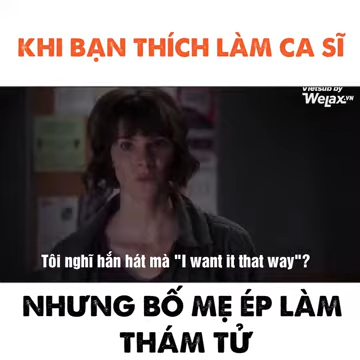 KHI BẠN THÍCH LÀM CA SĨ
Vietsub by
WeLax.VN
Tôi nghĩ hắn hát mà "I want it that way"?
NHƯNG BỐ MẸ ÉP LÀM
THÁM TỬ